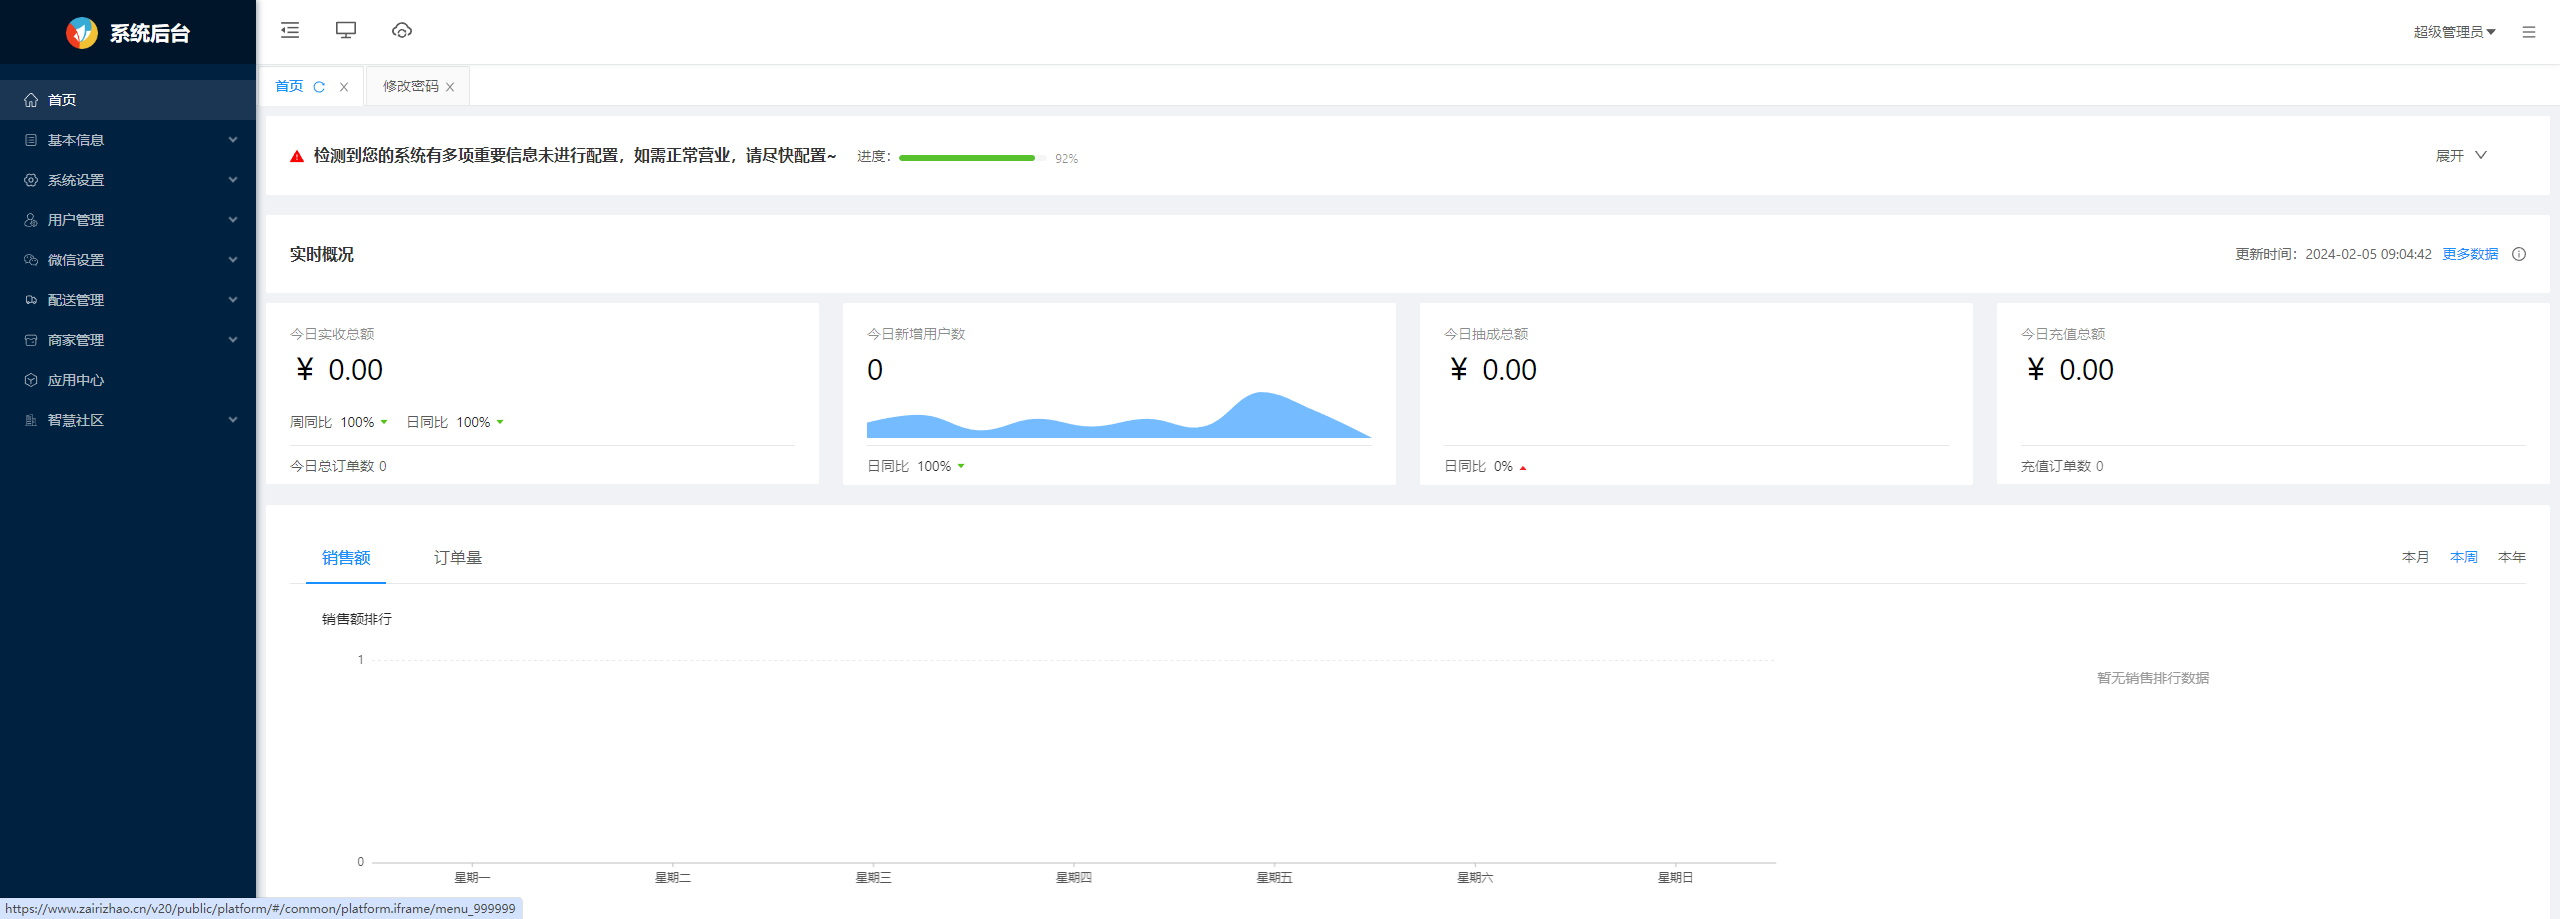 系统后台
超级管理员
首页
修改密码
首页
基本信息
系统设置
用户管理
微信设置
配送管理
商家管理
应用中心
智慧社区
检测到您的系统有多项重要信息未进行配置，如需正常营业，请尽快配置~ 进度： 92%
展开
实时概况
更新时间：2024-02-05 09:04:42 更多数据
今日实收总额
¥ 0.00
周同比 100% 日同比 100%
今日总订单数 0
今日新增用户数
0
日同比 100%
今日抽成总额
¥ 0.00
日同比 0%
今日充值总额
¥ 0.00
充值订单数 0
销售额 订单量
本月 本周 本年
销售额排行
1
0
星期一 星期二 星期三 星期四 星期五 星期六 星期日
暂无销售排行数据
https://www.zairizhao.cn/v20/public/platform/#/common/platform.iframe/menu_999999